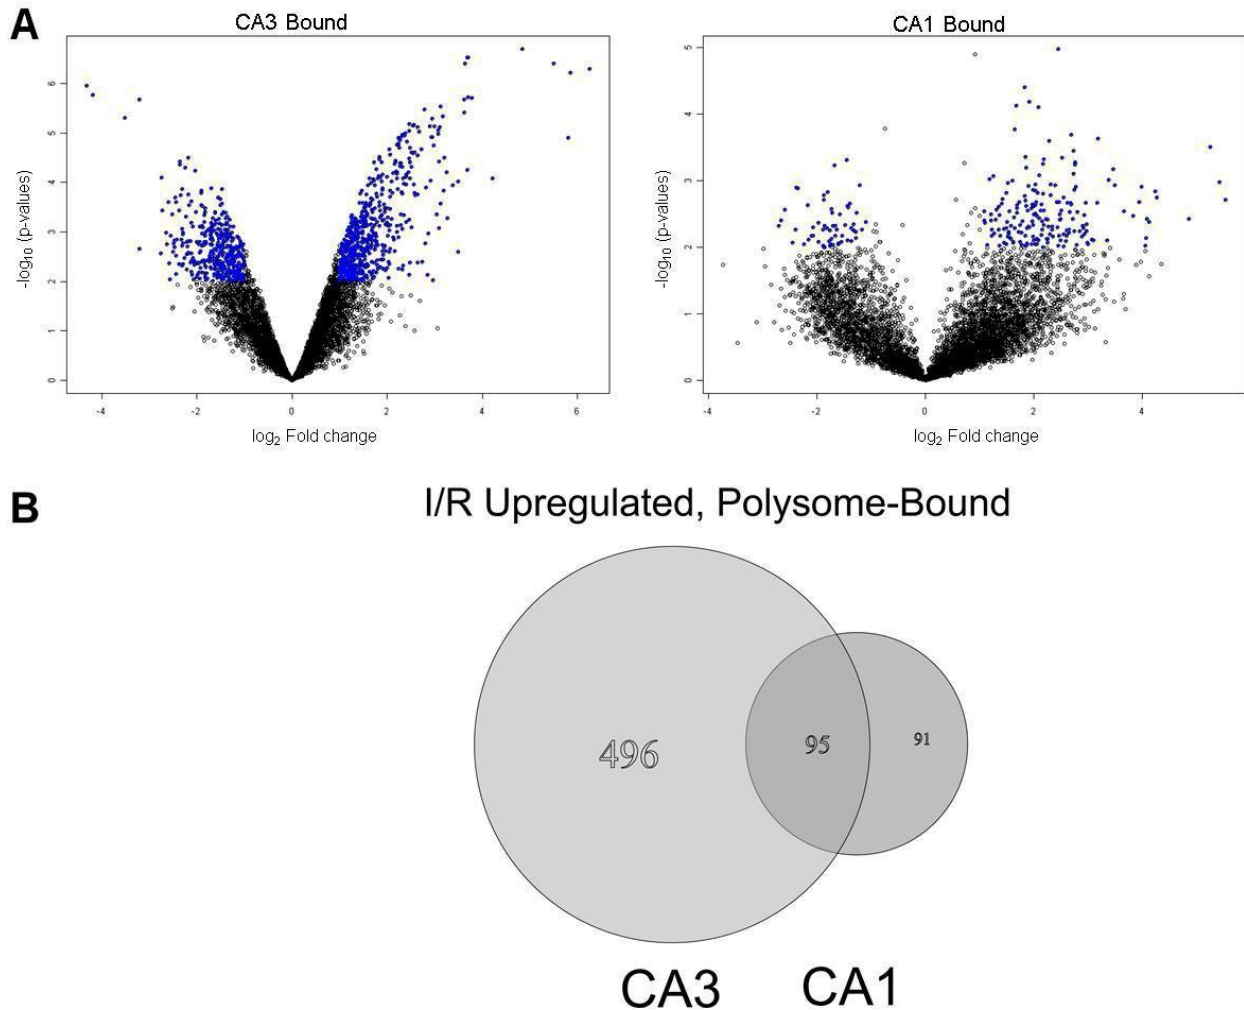 A
CA3 Bound
CA1 Bound
-log10 (p-values)
6
5
4
3
2
1
0
-4
-2
0
2
4
6
log2 Fold change
-log10 (p-values)
5
4
3
2
1
0
-4
-2
0
2
4
log2 Fold change
B
I/R Upregulated, Polysome-Bound
496
95
91
CA3
CA1